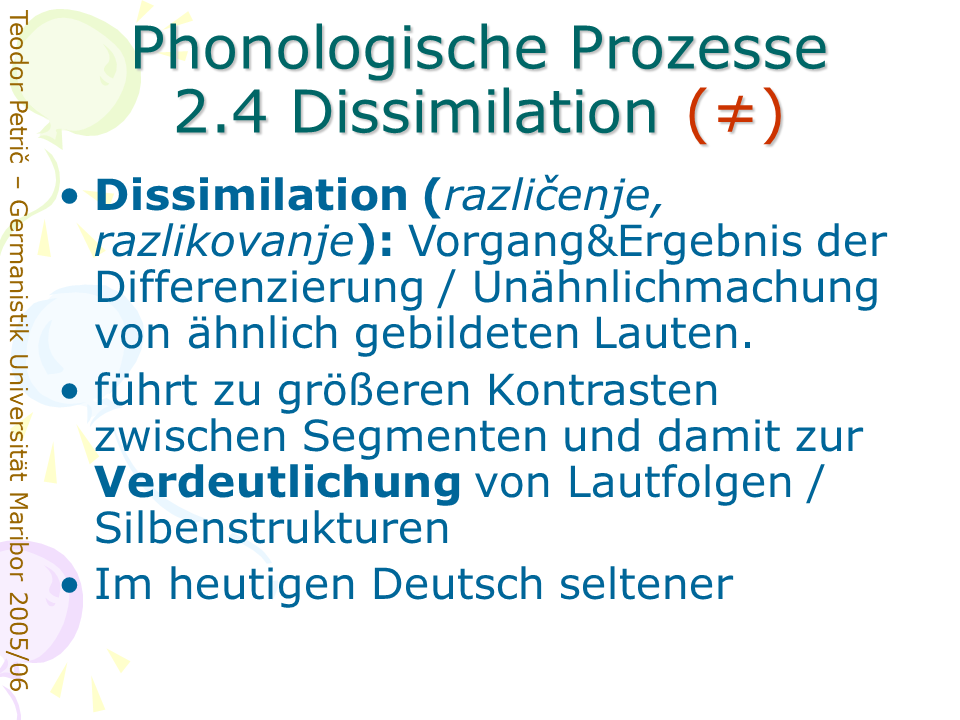 Phonologische Prozesse
2.4 Dissimilation (≠)
• Dissimilation (različenje,
razlikovanje): Vorgang&Ergebnis der
Differenzierung / Unähnlichmachung
von ähnlich gebildeten Lauten.
• führt zu größeren Kontrasten
zwischen Segmenten und damit zur
Verdeutlichung von Lautfolgen /
Silbenstrukturen
• Im heutigen Deutsch seltener
Teodor Petrič – Germanistik Universität Maribor 2005/06